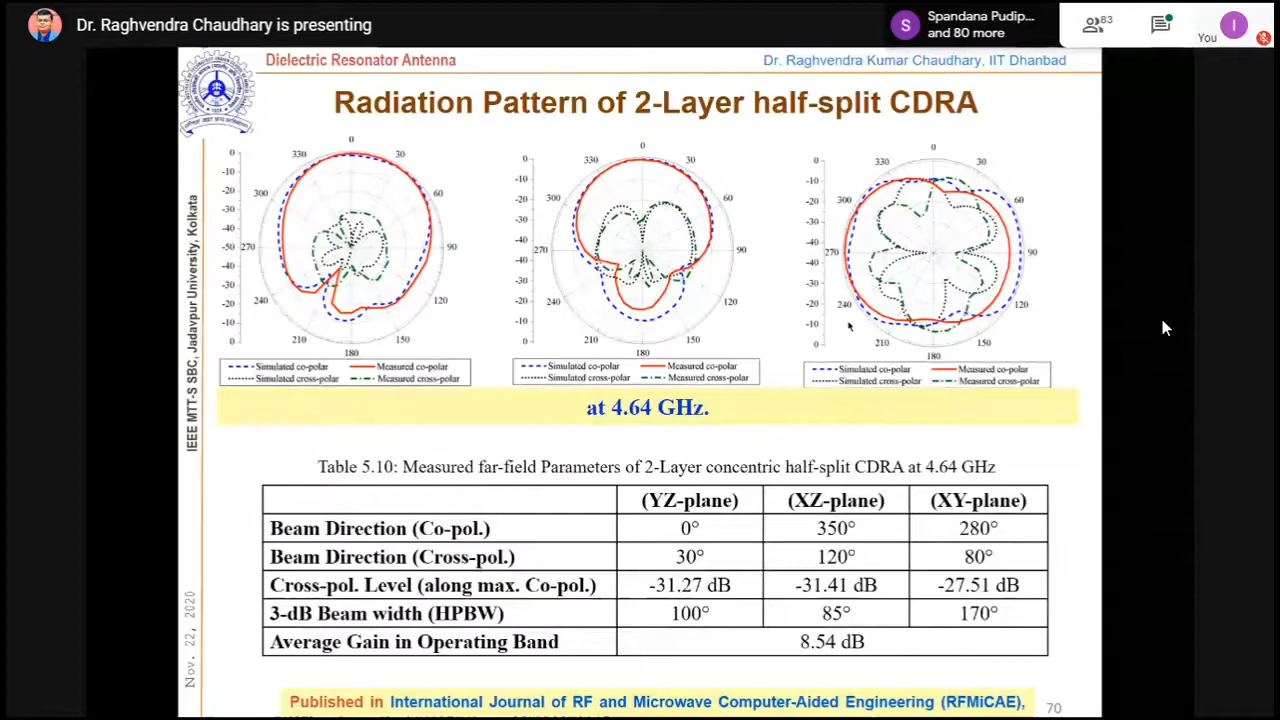 Dr. Raghvendra Chaudhary is presenting
Spandana Pudip...
and 80 more
83
S
You
I
Dielectric Resonator Antenna
Dr. Raghvendra Kumar Chaudhary, IIT Dhanbad
Radiation Pattern of 2-Layer half-split CDRA
IEEE MTT-S SBC, Jadavpur University, Kolkata
Nov. 22, 2020
0
-10
-20
-30
-40
-50
-40
-30
-20
-10
0
0
30
60
90
120
150
180
210
240
270
300
330
Simulated co-polar
Measured co-polar
Simulated cross-polar
Measured cross-polar
0
-10
-20
-30
-40
-40
-30
-20
-10
0
0
30
60
90
120
150
180
210
240
270
300
330
Simulated co-polar
Measured co-polar
Simulated cross-polar
Measured cross-polar
0
-10
-20
-30
-40
-40
-30
-20
-10
0
0
30
60
90
120
150
180
210
240
270
300
330
Simulated co-polar
Measured co-polar
Simulated cross-polar
Measured cross-polar
at 4.64 GHz.
Table 5.10: Measured far-field Parameters of 2-Layer concentric half-split CDRA at 4.64 GHz
(YZ-plane) (XZ-plane) (XY-plane)
Beam Direction (Co-pol.) 0° 350° 280°
Beam Direction (Cross-pol.) 30° 120° 80°
Cross-pol. Level (along max. Co-pol.) -31.27 dB -31.41 dB -27.51 dB
3-dB Beam width (HPBW) 100° 85° 170°
Average Gain in Operating Band 8.54 dB
Published in International Journal of RF and Microwave Computer-Aided Engineering (RFMiCAE),
70